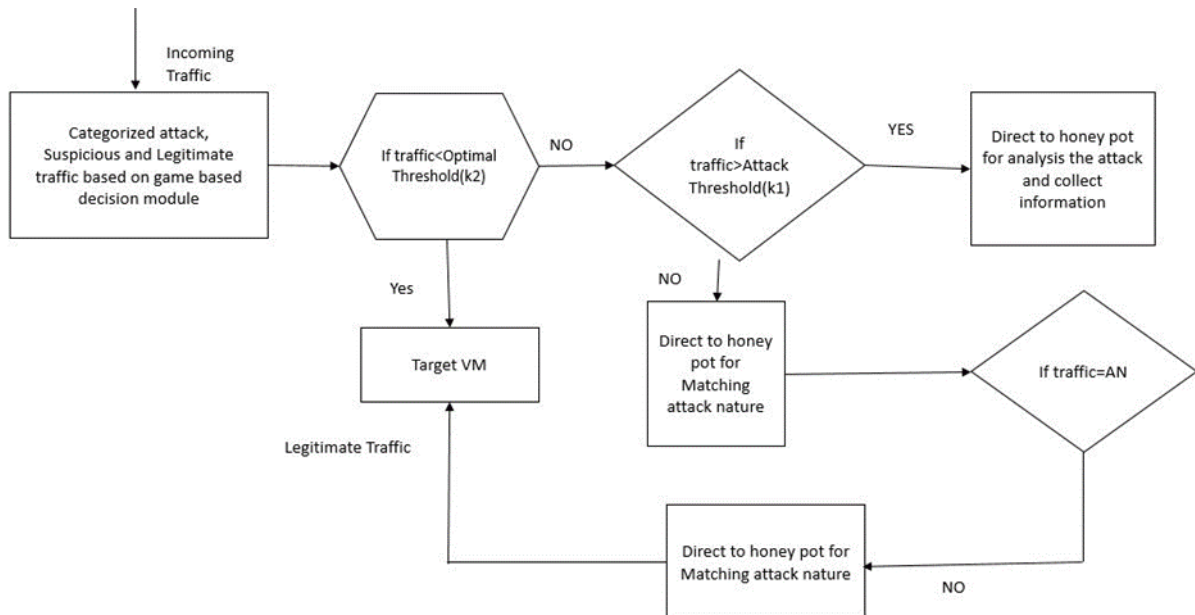 Incoming
Traffic
Categorized attack,
Suspicious and Legitimate
traffic based on game based
decision module
If traffic<Optimal
Threshold(k2)
NO
If
traffic>Attack
Threshold(k1)
YES
Direct to honey pot
for analysis the attack
and collect
information
Yes
NO
Target VM
Direct to honey
pot for
Matching
attack nature
If traffic=AN
Legitimate Traffic
Direct to honey pot for
Matching attack nature
NO